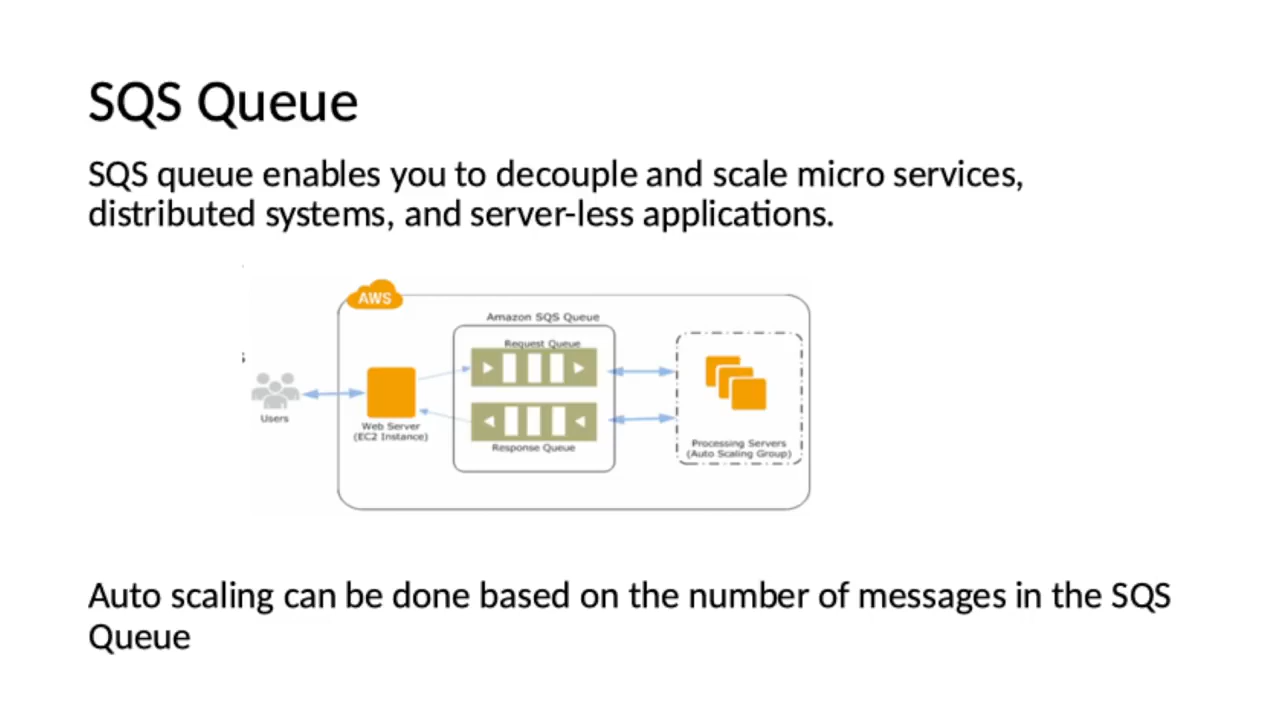 SQS Queue
SQS queue enables you to decouple and scale micro services,
distributed systems, and server-less applications.
AWS
Amazon SQS Queue
Request Queue
Users
Web Server
(EC2 Instance)
Response Queue
Processing Servers
(Auto Scaling Group)
Auto scaling can be done based on the number of messages in the SQS
Queue